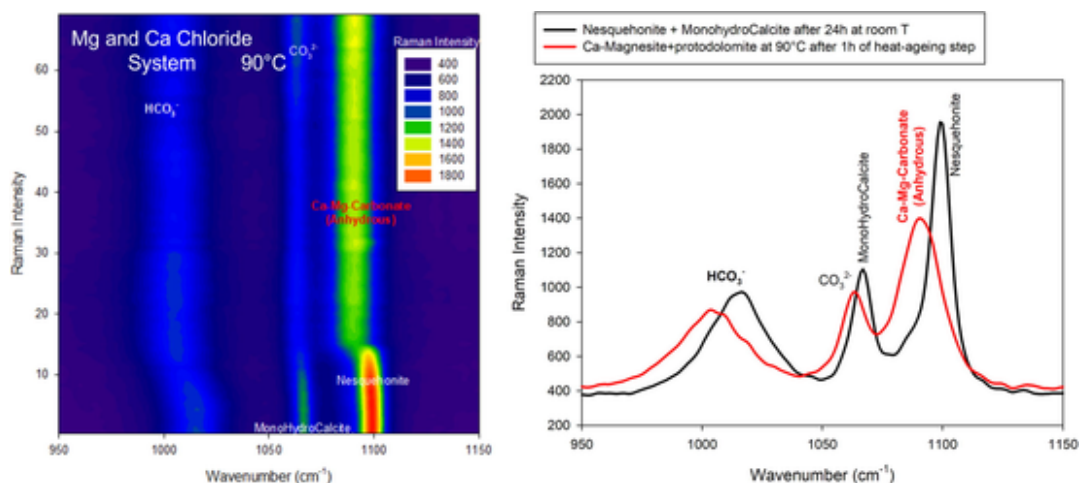 Mg and Ca Chloride
System 90°C
CO₃²⁻
HCO₃⁻
Raman Intensity
400
600
800
1000
1200
1400
1600
1800
Ca-Mg-Carbonate
(Anhydrous)
Nesquehonite
MonoHydroCalcite
Raman Intensity
60
50
40
30
20
10
950
1000
1050
1100
1150
Wavenumber (cm⁻¹)
Nesquehonite + MonohydroCalcite after 24h at room T
Ca-Magnesite+protodolomite at 90°C after 1h of heat-ageing step
Raman Intensity
2200
2000
1800
1600
1400
1200
1000
800
600
400
200
HCO₃⁻
CO₃²⁻
MonoHydroCalcite
Ca-Mg-Carbonate
(Anhydrous)
Nesquehonite
950
1000
1050
1100
1150
Wavenumber (cm⁻¹)